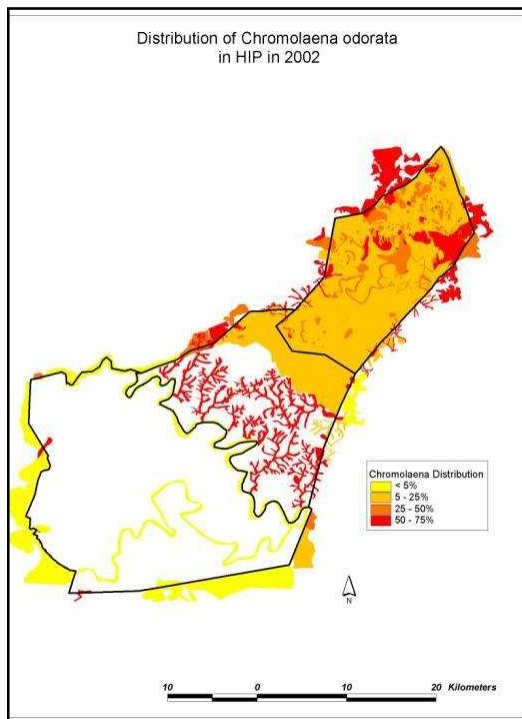 Distribution of Chromolaena odorata
in HIP in 2002
Chromolaena Distribution
< 5%
5 - 25%
25 - 50%
50 - 75%
N
10 0 10 20 Kilometers